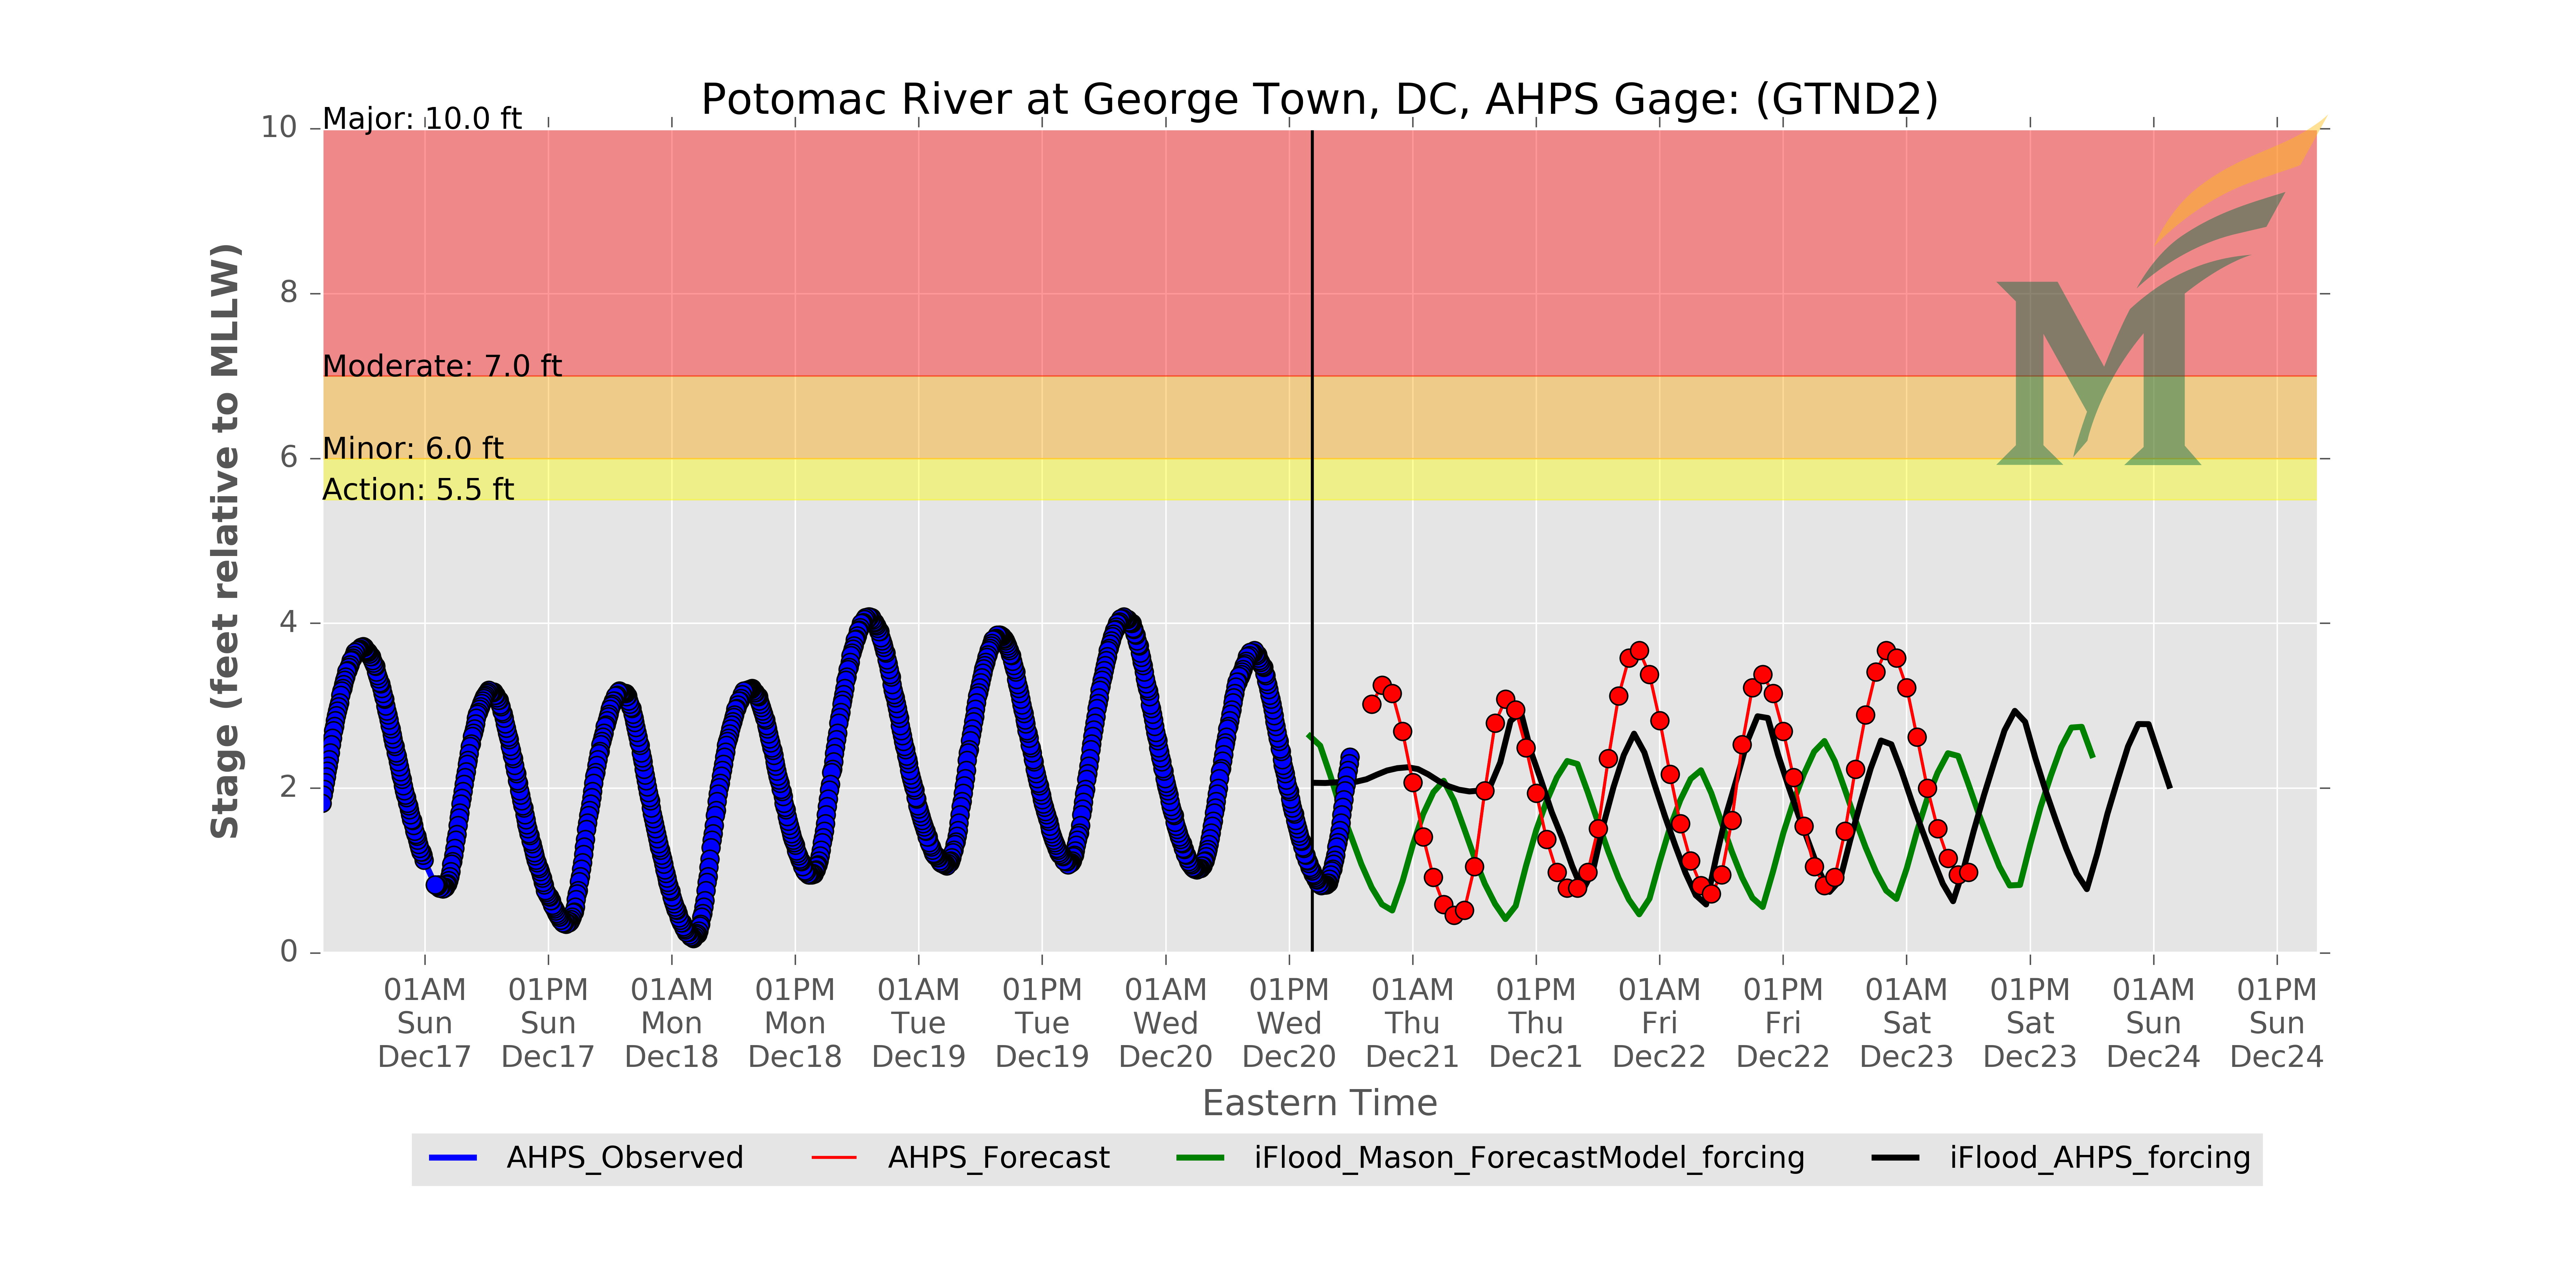 Potomac River at George Town, DC, AHPS Gage: (GTND2)
Major: 10.0 ft
Moderate: 7.0 ft
Minor: 6.0 ft
Action: 5.5 ft
Stage (feet relative to MLLW)
10
8
6
4
2
0
01AM 01PM 01AM 01PM 01AM 01PM 01AM 01PM 01AM 01PM 01AM 01PM 01AM 01PM 01AM 01PM
Sun Sun Mon Mon Tue Tue Wed Wed Thu Thu Fri Fri Sat Sat Sun Sun
Dec17 Dec17 Dec18 Dec18 Dec19 Dec19 Dec20 Dec20 Dec21 Dec21 Dec22 Dec22 Dec23 Dec23 Dec24 Dec24
Eastern Time
AHPS_Observed AHPS_Forecast iFlood_Mason_ForecastModel_forcing iFlood_AHPS_forcing